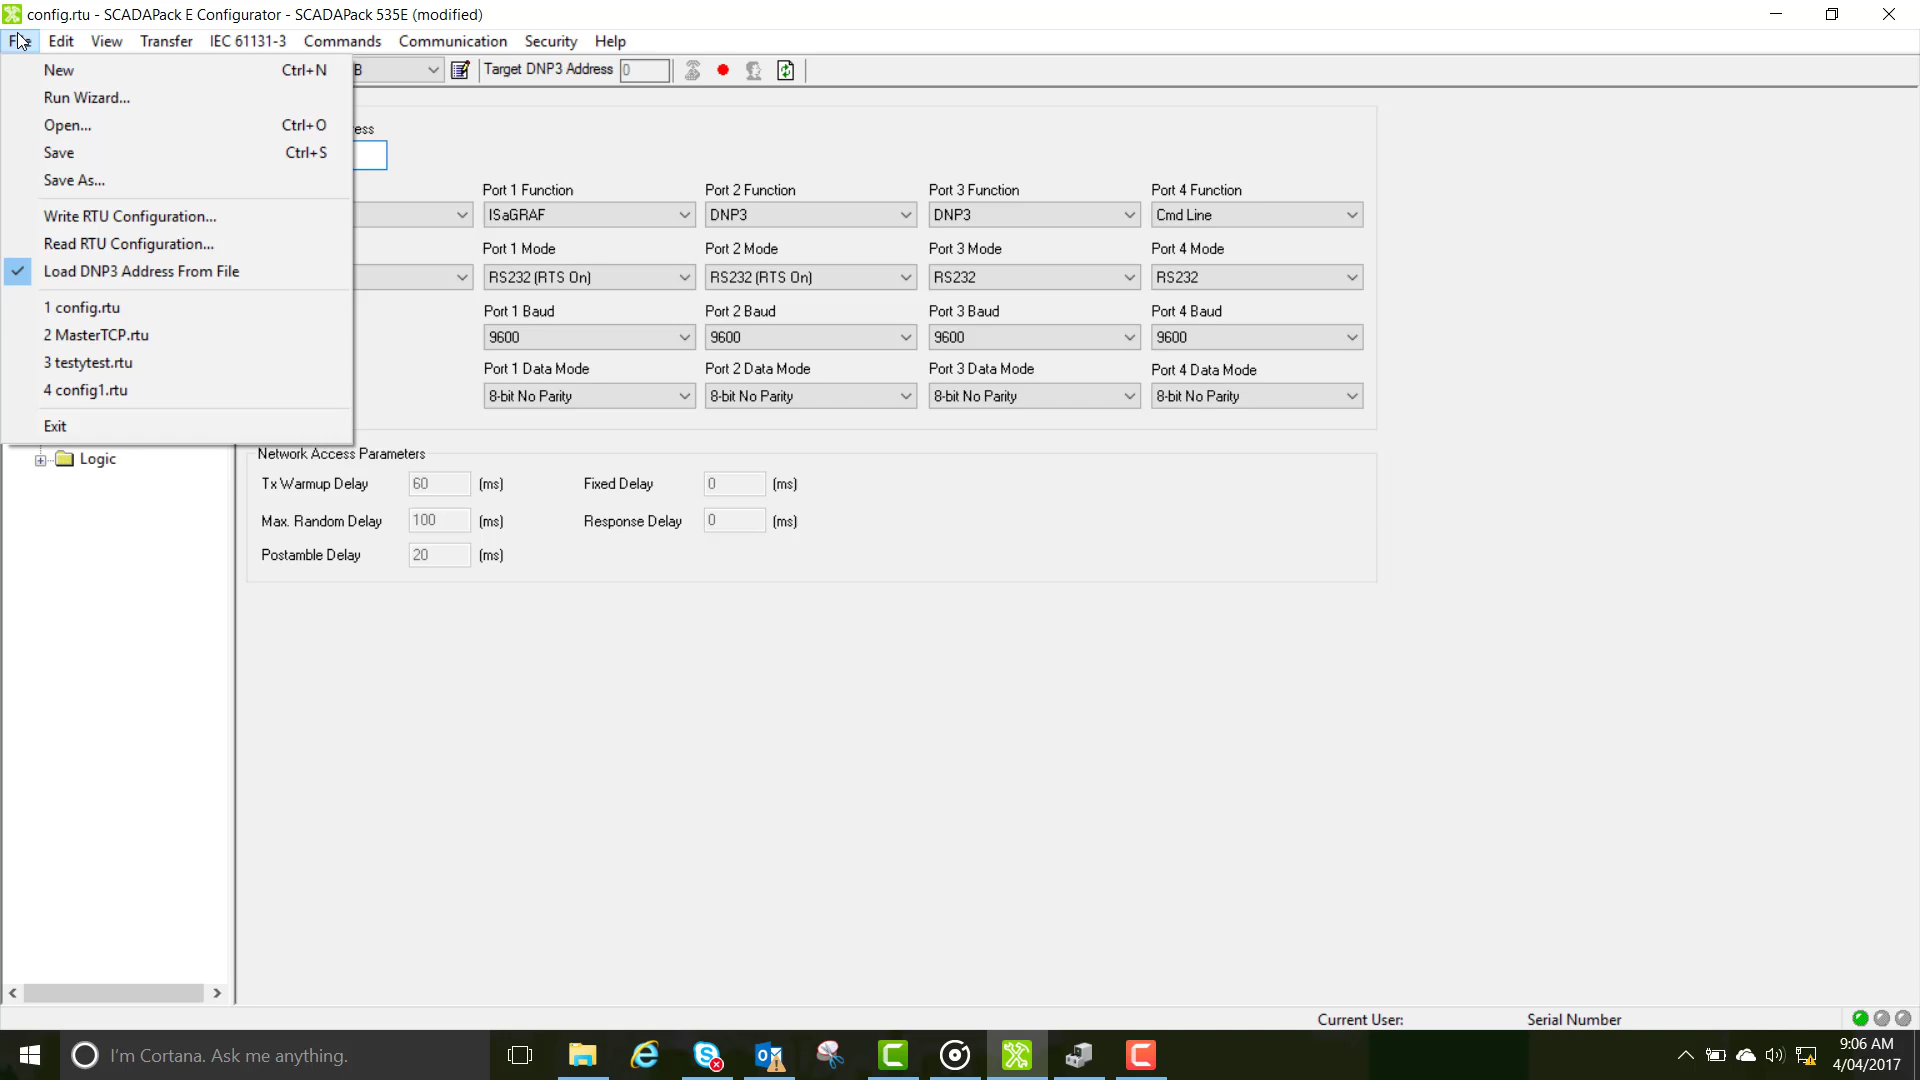 config.rtu - SCADAPack E Configurator - SCADAPack 535E (modified)
Edit View Transfer IEC 61131-3 Commands Communication Security Help
New Ctrl+N
B Target DNP3 Address 0
Run Wizard...
Open... Ctrl+O
Save Ctrl+S
Save As...
Write RTU Configuration...
Read RTU Configuration...
Load DNP3 Address From File
1 config.rtu
2 MasterTCP.rtu
3 testytest.rtu
4 config1.rtu
Exit
Logic
ess
Port 1 Function Port 2 Function Port 3 Function Port 4 Function
ISaGRAF DNP3 DNP3 Cmd Line
Port 1 Mode Port 2 Mode Port 3 Mode Port 4 Mode
RS232 (RTS On) RS232 (RTS On) RS232 RS232
Port 1 Baud Port 2 Baud Port 3 Baud Port 4 Baud
9600 9600 9600 9600
Port 1 Data Mode Port 2 Data Mode Port 3 Data Mode Port 4 Data Mode
8-bit No Parity 8-bit No Parity 8-bit No Parity 8-bit No Parity
Network Access Parameters
Tx Warmup Delay 60 (ms) Fixed Delay 0 (ms)
Max. Random Delay 100 (ms) Response Delay 0 (ms)
Postamble Delay 20 (ms)
Current User: Serial Number
I'm Cortana. Ask me anything.
9:06 AM
4/04/2017